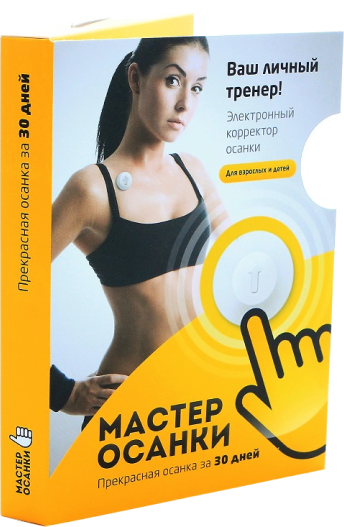 Ваш личный
тренер!
Электронный
корректор
осанки
Для взрослых и детей
МАСТЕР
ОСАНКИ
Прекрасная осанка за 30 дней
Прекрасная осанка за 30 дней
МАСТЕР
ОСАНКИ